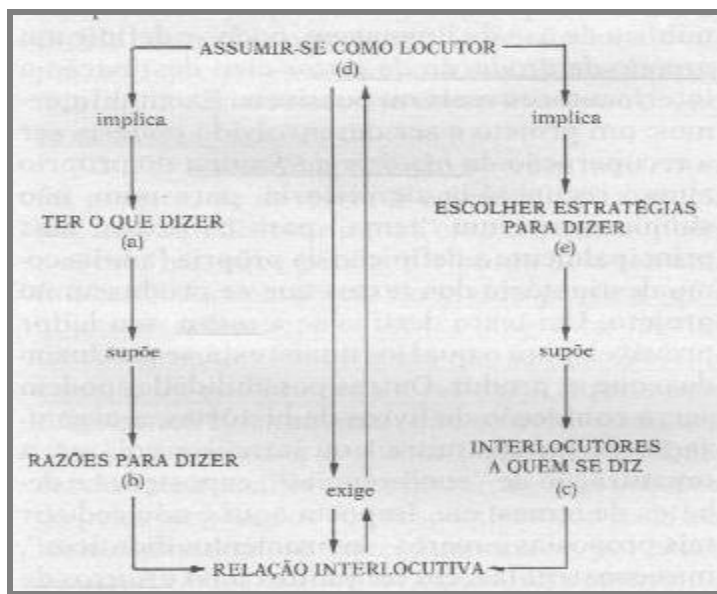 ASSUMIR-SE COMO LOCUTOR
(d)
implica
implica
TER O QUE DIZER
(a)
ESCOLHER ESTRATÉGIAS
PARA DIZER
(e)
supõe
supõe
RAZÕES PARA DIZER
(b)
INTERLOCUTORES
A QUEM SE DIZ
(c)
exige
RELAÇÃO INTERLOCUTIVA